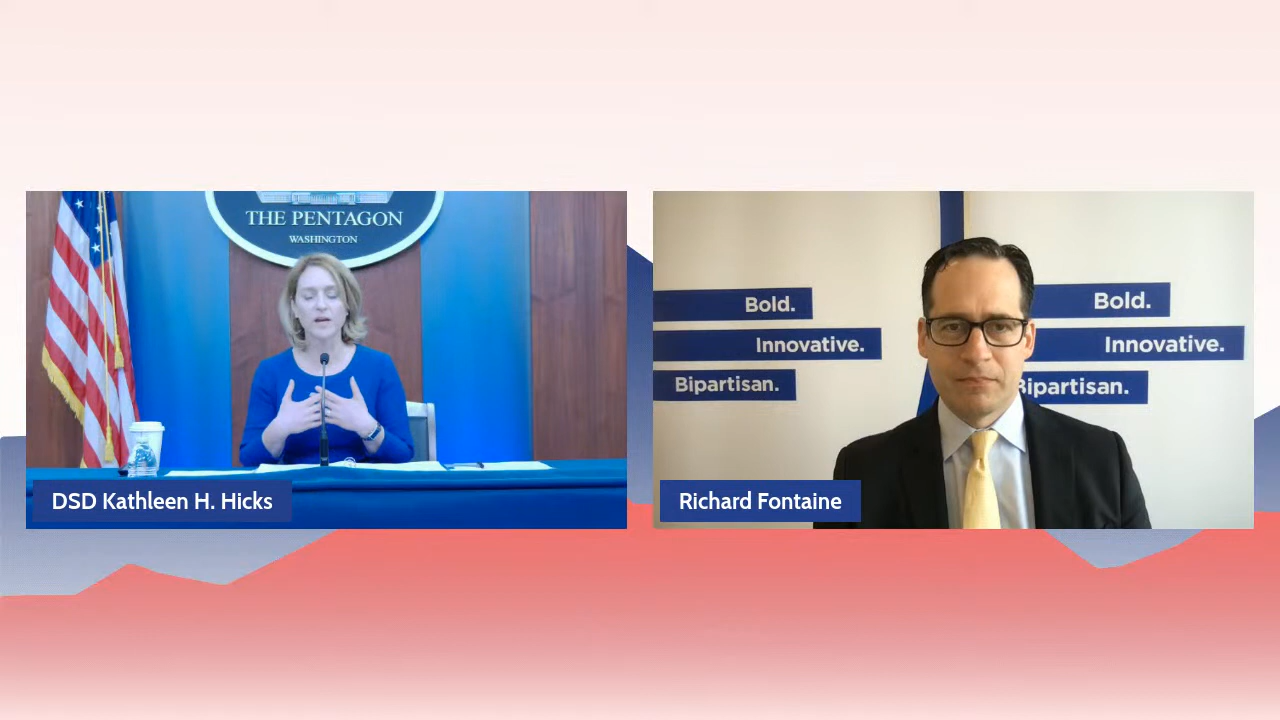 THE PENTAGON
WASHINGTON
DSD Kathleen H. Hicks
Bold.
Innovative.
Bipartisan.
Bold.
Innovative.
Bipartisan.
Richard Fontaine